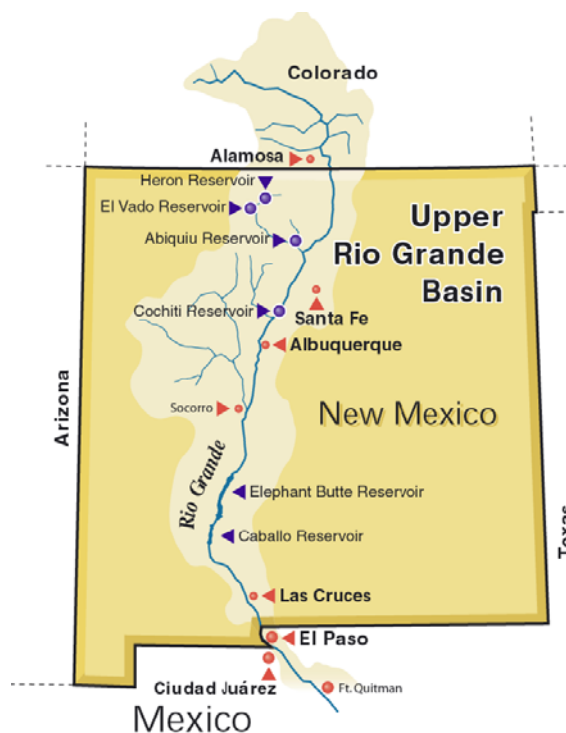 Colorado
Alamosa
Heron Reservoir
El Vado Reservoir
Abiquiu Reservoir
Upper
Rio Grande
Basin
Cochiti Reservoir
Santa Fe
Albuquerque
Arizona
Socorro
New Mexico
Rio Grande
Elephant Butte Reservoir
Caballo Reservoir
Texas
Las Cruces
El Paso
Ciudad Juárez
Ft. Quitman
Mexico